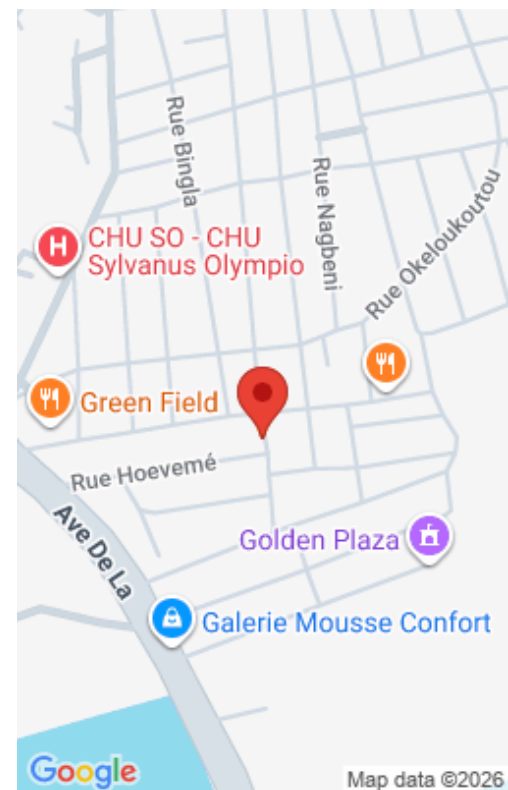 Rue Bingla
Rue Nagbeni
Rue Okeloukoutou
H
CHU SO - CHU
Sylvanus Olympio
Green Field
Rue Hoevemé
Ave De La
Golden Plaza
Galerie Mousse Confort
Google
Map data ©2026